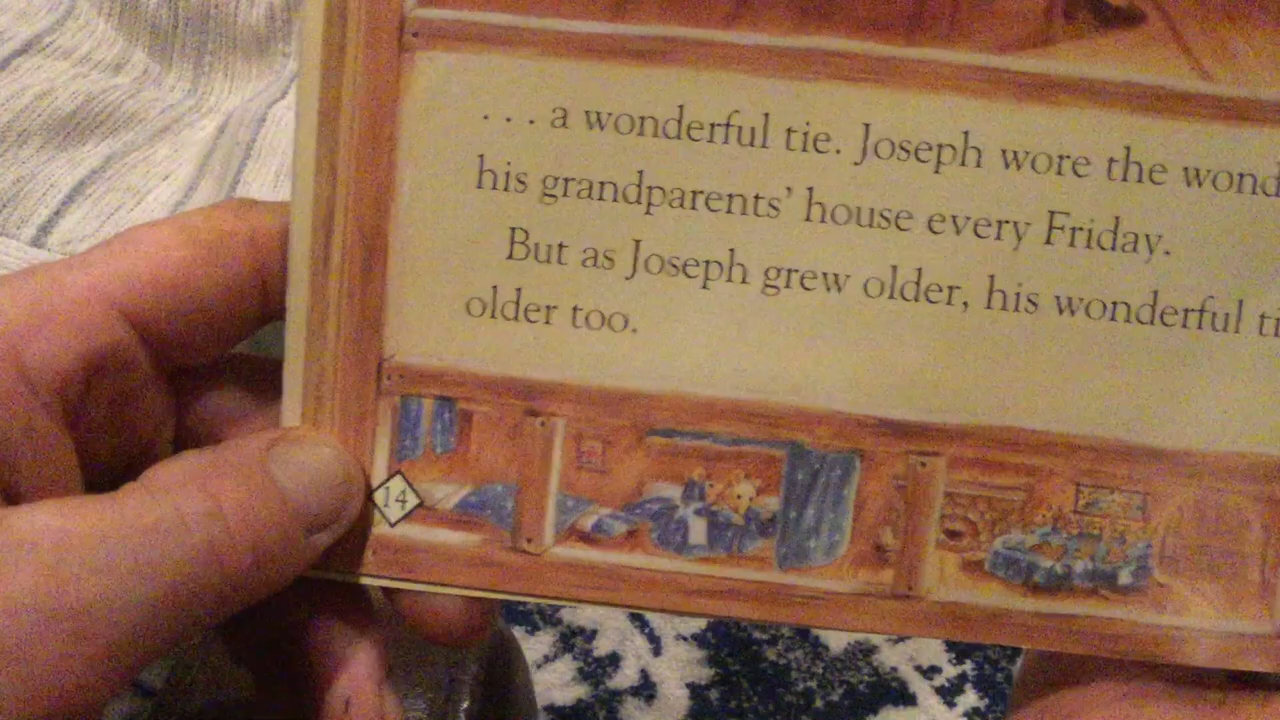 . . . a wonderful tie. Joseph wore the
his grandparents’ house every Friday.
But as Joseph grew older, his wonderful
older too.
14